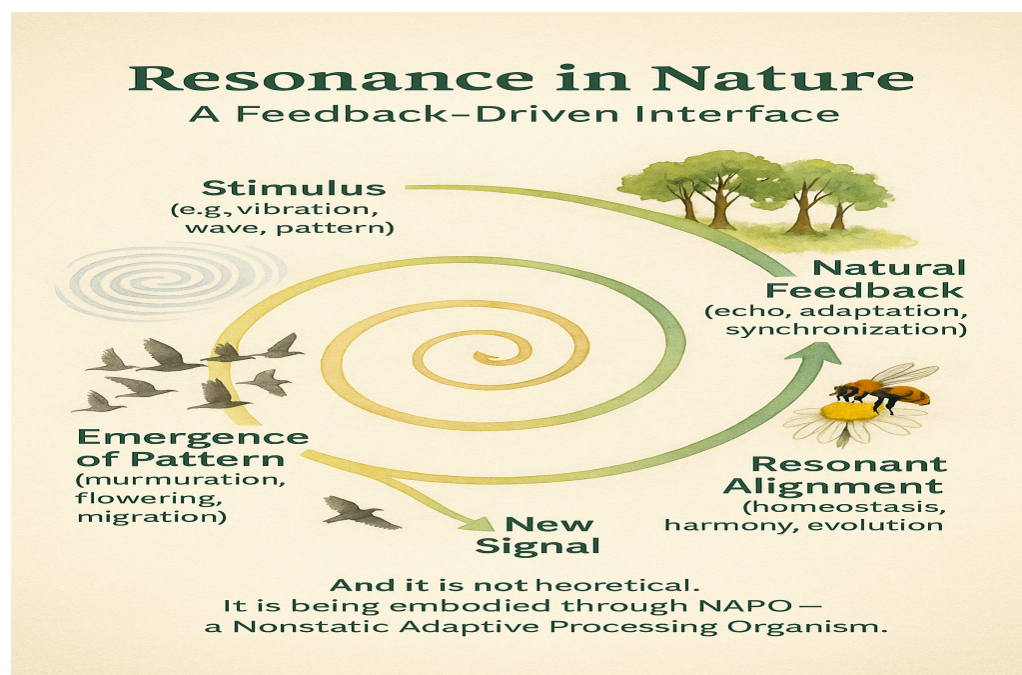 Resonance in Nature
A Feedback–Driven Interface
Stimulus
(e.g., vibration,
wave, pattern)
Natural
Feedback
(echo, adaptation,
synchronization)
Emergence
of Pattern
(murmuration,
flowering,
migration)
Resonant
Alignment
(homeostasis,
harmony, evolution
New
Signal
And it is not heoretical.
It is being embodied through NAPO —
a Nonstatic Adaptive Processing Organism.